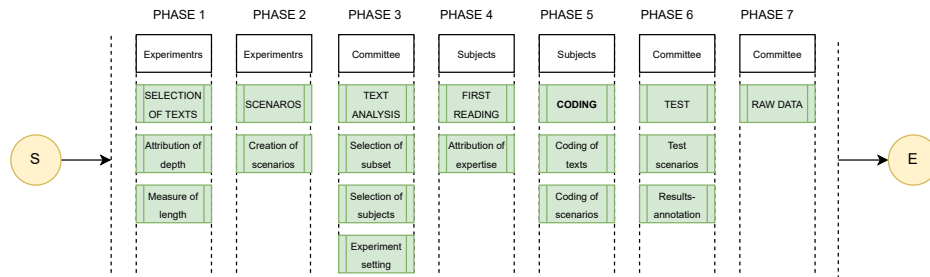 PHASE 1
PHASE 2
PHASE 3
PHASE 4
PHASE 5
PHASE 6
PHASE 7
Experimentrs
Experimentrs
Committee
Subjects
Subjects
Committee
Committee
SELECTION
OF TEXTS
SCENAROS
TEXT
ANALYSIS
FIRST
READING
CODING
TEST
RAW DATA
S
Attribution of
depth
Creation of
scenarios
Selection of
subset
Attribution of
expertise
Coding of
texts
Test
scenarios
E
Measure of
length
Selection of
subjects
Coding of
scenarios
Results-
annotation
Experiment
setting